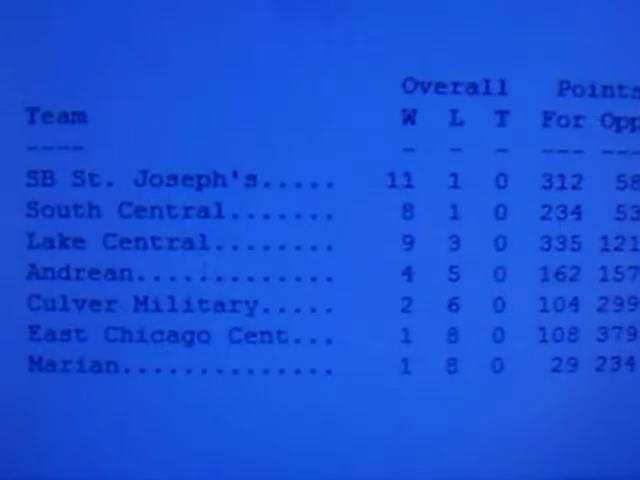 Overall Points
Team W L T For Opp
---- - - - --- ---
SB St. Joseph's..... 11 1 0 312 58
South Central....... 8 1 0 234 53
Lake Central........ 9 3 0 335 121
Andrean............. 4 5 0 162 157
Culver Military..... 2 6 0 104 299
East Chicago Cent... 1 8 0 108 379
Marian.............. 1 8 0 29 234